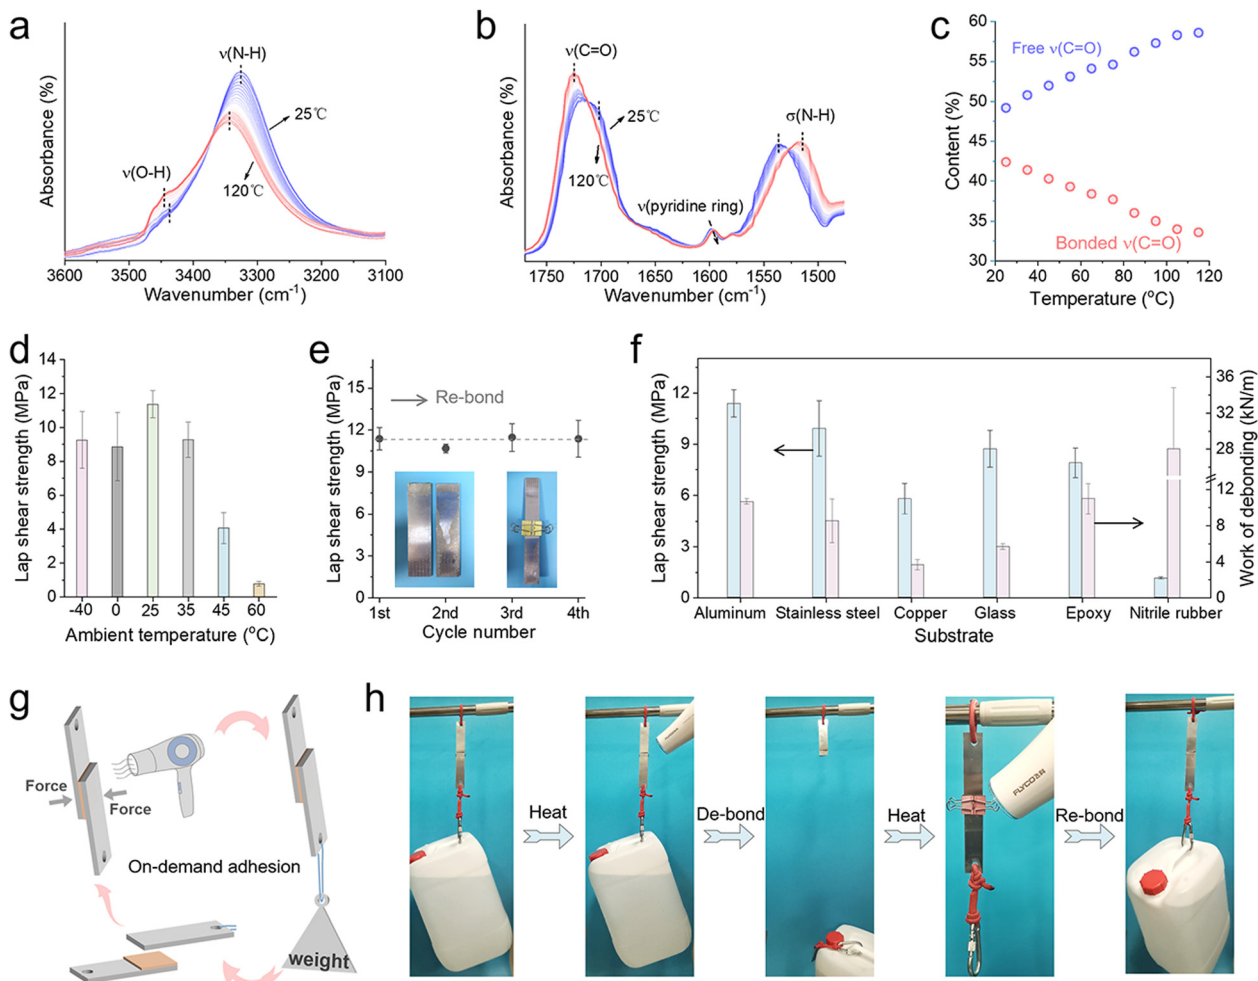 a
Absorbance (%)
ν(N-H)
25℃
ν(O-H)
120℃
3600 3500 3400 3300 3200 3100
Wavenumber (cm⁻¹)
b
Absorbance (%)
ν(C=O)
25℃
σ(N-H)
120℃
ν(pyridine ring)
1750 1700 1650 1600 1550 1500
Wavenumber (cm⁻¹)
c
Content (%)
60
55
50
45
40
35
30
Free ν(C=O)
Bonded ν(C=O)
20 40 60 80 100 120
Temperature (°C)
d
Lap shear strength (MPa)
14
12
10
8
6
4
2
0
-40 0 25 35 45 60
Ambient temperature (°C)
e
Lap shear strength (MPa)
15
12
9
6
3
0
Re-bond
1st 2nd 3rd 4th
Cycle number
f
Lap shear strength (MPa)
12
9
6
3
0
Work of debonding (kN/m)
36
32
28
24
12
8
4
2
0
Aluminum Stainless steel Copper Glass Epoxy Nitrile rubber
Substrate
g
Force
Force
On-demand adhesion
weight
h
Heat
De-bond
Heat
FLYCO
Re-bond